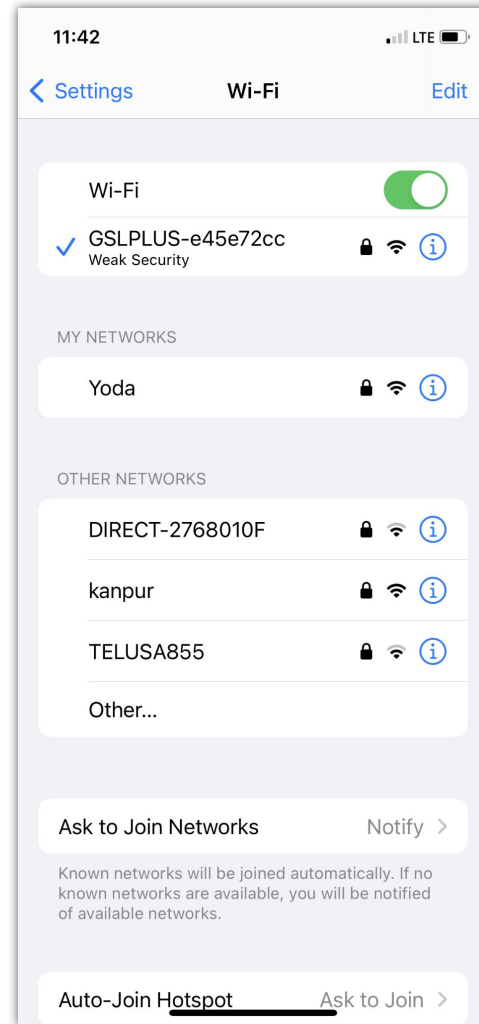 11:42 LTE
Settings Wi-Fi Edit
Wi-Fi
GSLPLUS-e45e72cc
Weak Security
MY NETWORKS
Yoda
OTHER NETWORKS
DIRECT-2768010F
kanpur
TELUSA855
Other...
Ask to Join Networks Notify
Known networks will be joined automatically. If no
known networks are available, you will be notified
of available networks.
Auto-Join Hotspot Ask to Join